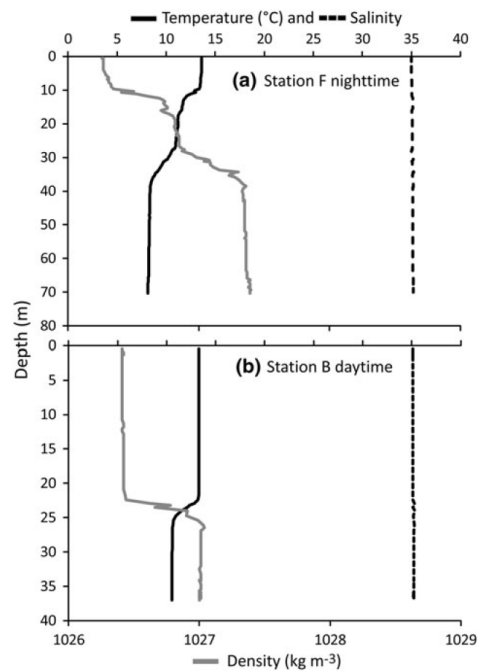 Temperature (°C) and Salinity
0 5 10 15 20 25 30 35 40
0
(a) Station F nighttime
10
20
30
40
50
60
70
80
Depth (m)
0
(b) Station B daytime
5
10
15
20
25
30
35
40
1026 1027 1028 1029
Density (kg m-3)